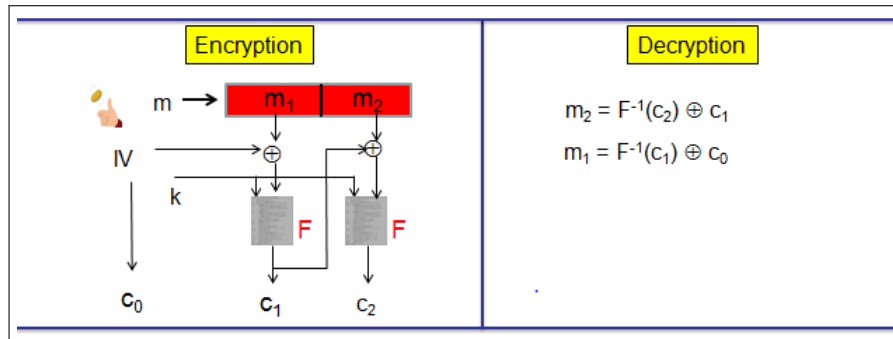 Encryption
Decryption
m
m₁
m₂
m₂ = F⁻¹(c₂) ⊕ c₁
m₁ = F⁻¹(c₁) ⊕ c₀
IV
k
F
F
c₀
c₁
c₂